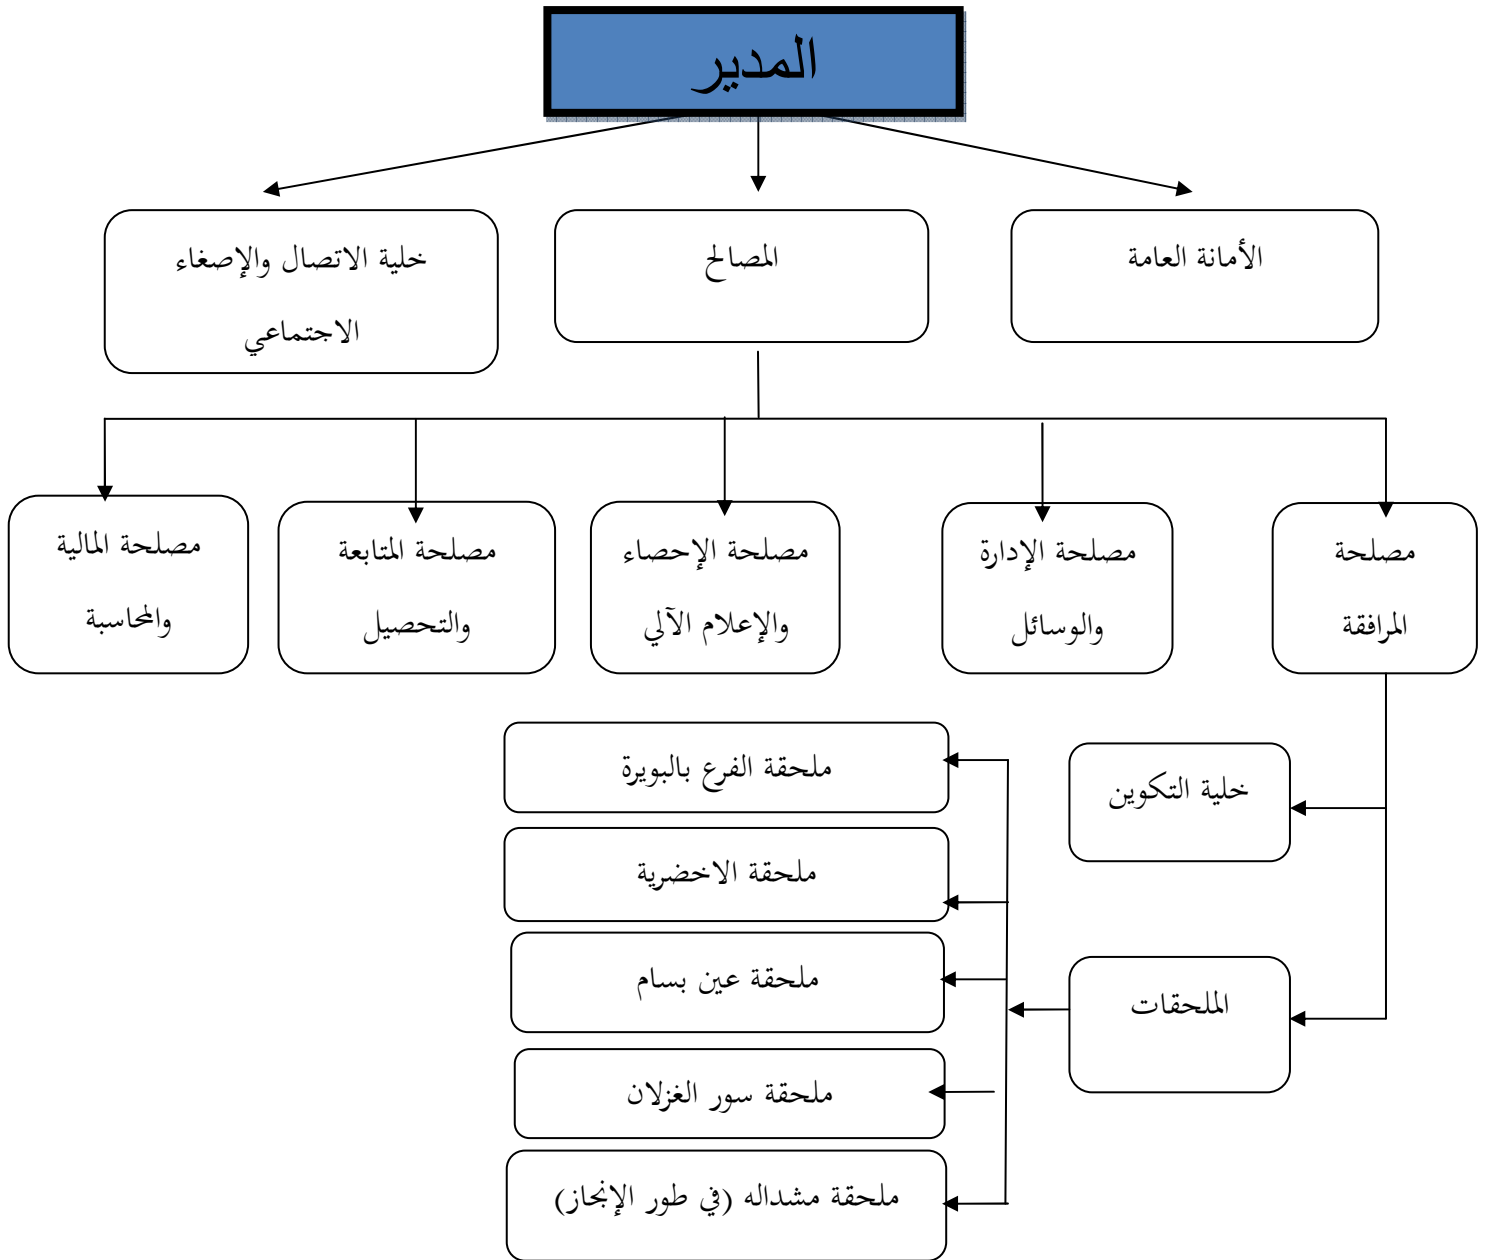 المدير
الأمانة العامة
المصالح
خلية الاتصال والإصغاء
الاجتماعي
مصلحة
المرافقة
مصلحة الإدارة
والوسائل
مصلحة الإحصاء
والإعلام الآلي
مصلحة المتابعة
والتحصيل
مصلحة المالية
والمحاسبة
خلية التكوين
الملحقات
ملحقة الفرع بالبويرة
ملحقة الاخضرية
ملحقة عين بسام
ملحقة سور الغزلان
ملحقة مشداله (في طور الإنجاز)